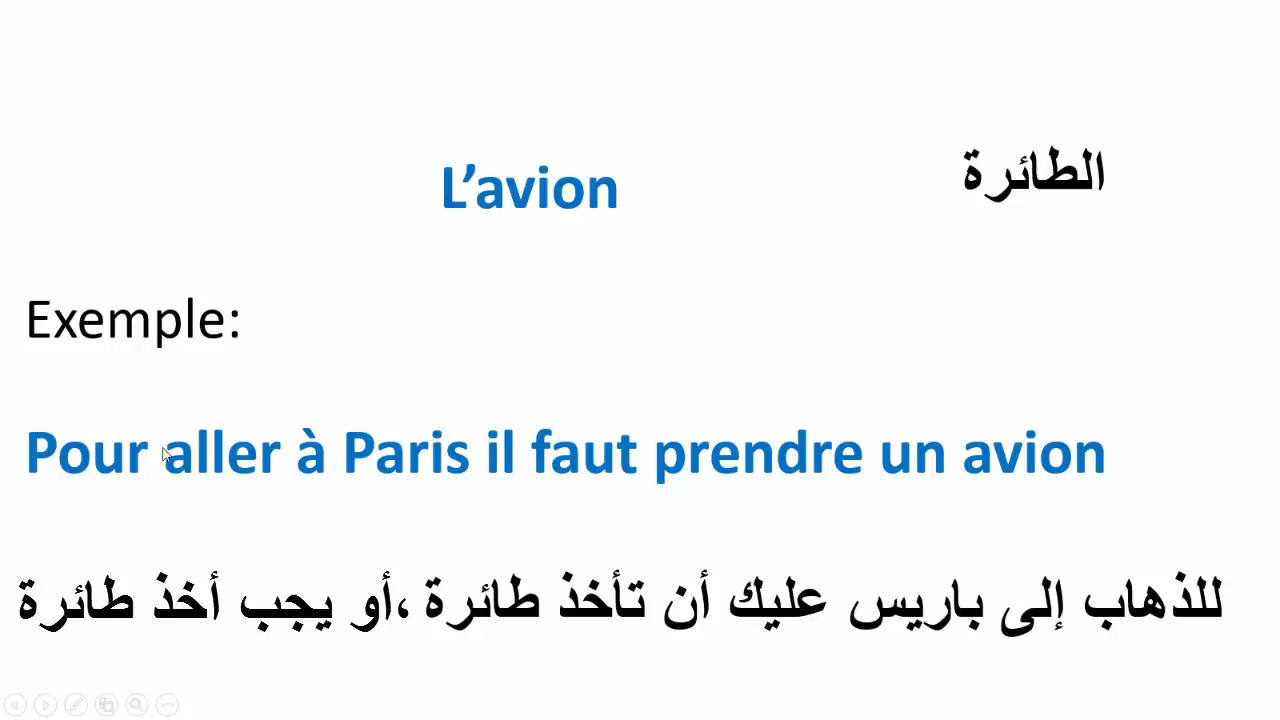 L’avion
الطائرة
Exemple:
Pour aller à Paris il faut prendre un avion
للذهاب إلى باريس عليك أن تأخذ طائرة ،أو يجب أخذ طائرة